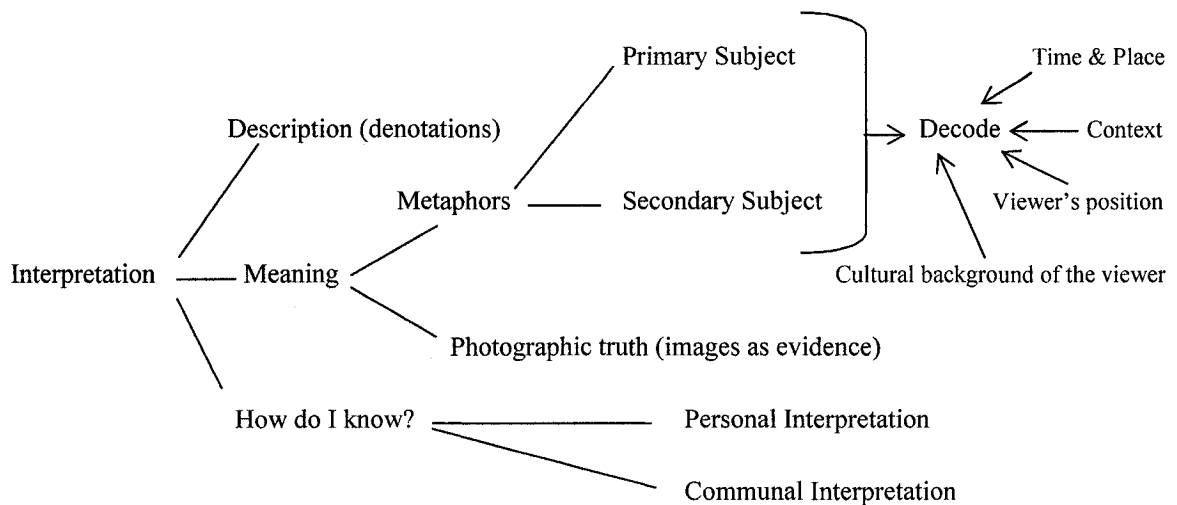 Primary Subject
Time & Place
Description (denotations)
Decode
Context
Metaphors
Secondary Subject
Viewer’s position
Interpretation
Meaning
Cultural background of the viewer
Photographic truth (images as evidence)
How do I know?
Personal Interpretation
Communal Interpretation